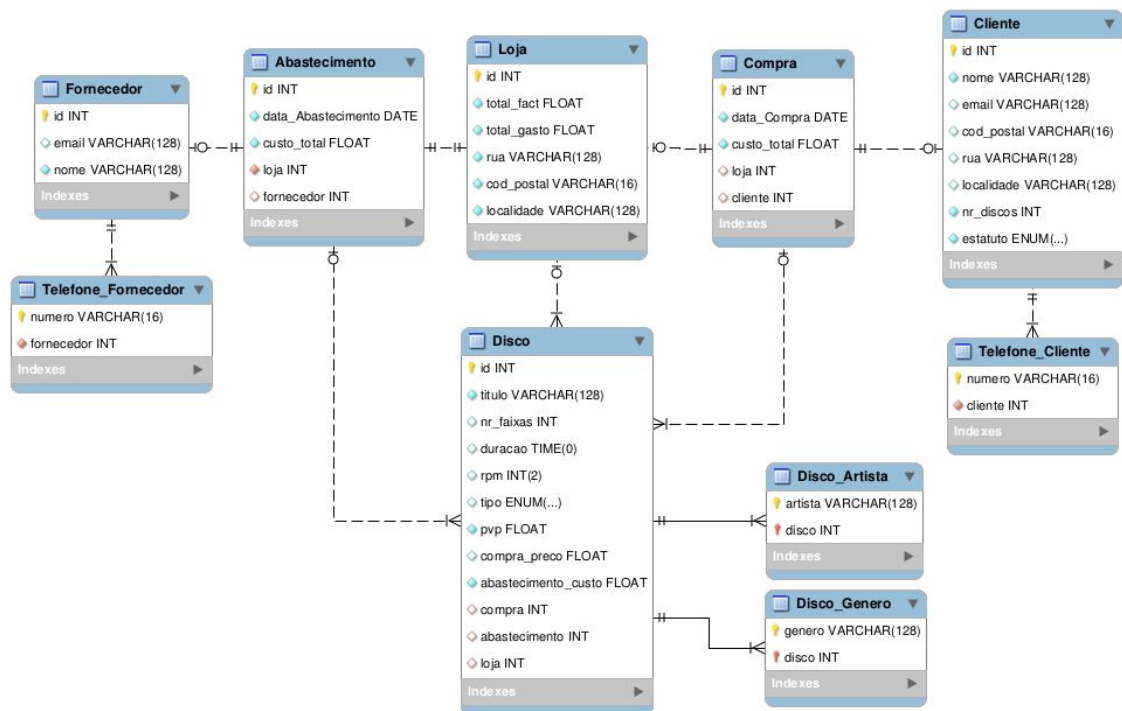 Fornecedor
id INT
email VARCHAR(128)
nome VARCHAR(128)
Indexes
Telefone_Fornecedor
numero VARCHAR(16)
fornecedor INT
Indexes
Abastecimento
id INT
data_Abastecimento DATE
custo_total FLOAT
loja INT
fornecedor INT
Indexes
Loja
id INT
total_fact FLOAT
total_gasto FLOAT
rua VARCHAR(128)
cod_postal VARCHAR(16)
localidade VARCHAR(128)
Indexes
Compra
id INT
data_Compra DATE
custo_total FLOAT
loja INT
cliente INT
Indexes
Cliente
id INT
nome VARCHAR(128)
email VARCHAR(128)
cod_postal VARCHAR(16)
rua VARCHAR(128)
localidade VARCHAR(128)
nr_discos INT
estatuto ENUM(...)
Indexes
Telefone_Cliente
numero VARCHAR(16)
cliente INT
Indexes
Disco
id INT
titulo VARCHAR(128)
nr_faixas INT
duracao TIME(0)
rpm INT(2)
tipo ENUM(...)
pvp FLOAT
compra_preco FLOAT
abastecimento_custo FLOAT
compra INT
abastecimento INT
loja INT
Indexes
Disco_Artista
artista VARCHAR(128)
disco INT
Indexes
Disco_Genero
genero VARCHAR(128)
disco INT
Indexes